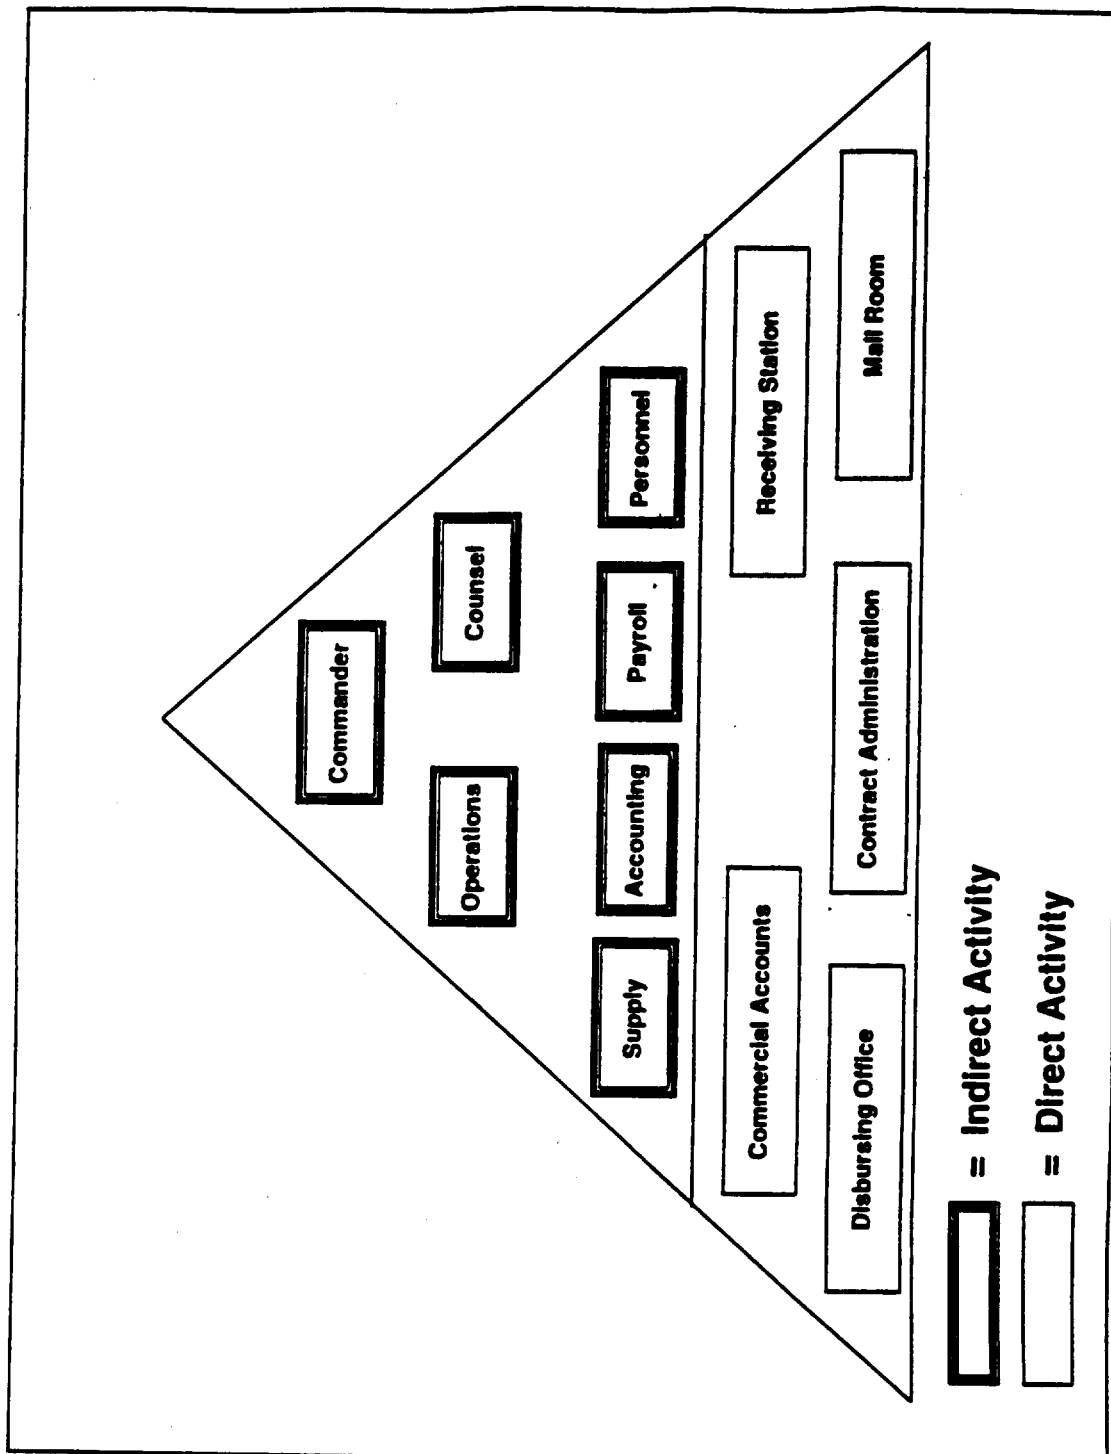 Commander
Operations
Counsel
Supply
Accounting
Payroll
Personnel
Commercial Accounts
Receiving Station
Disbursing Office
Contract Administration
Mail Room
= Indirect Activity
= Direct Activity